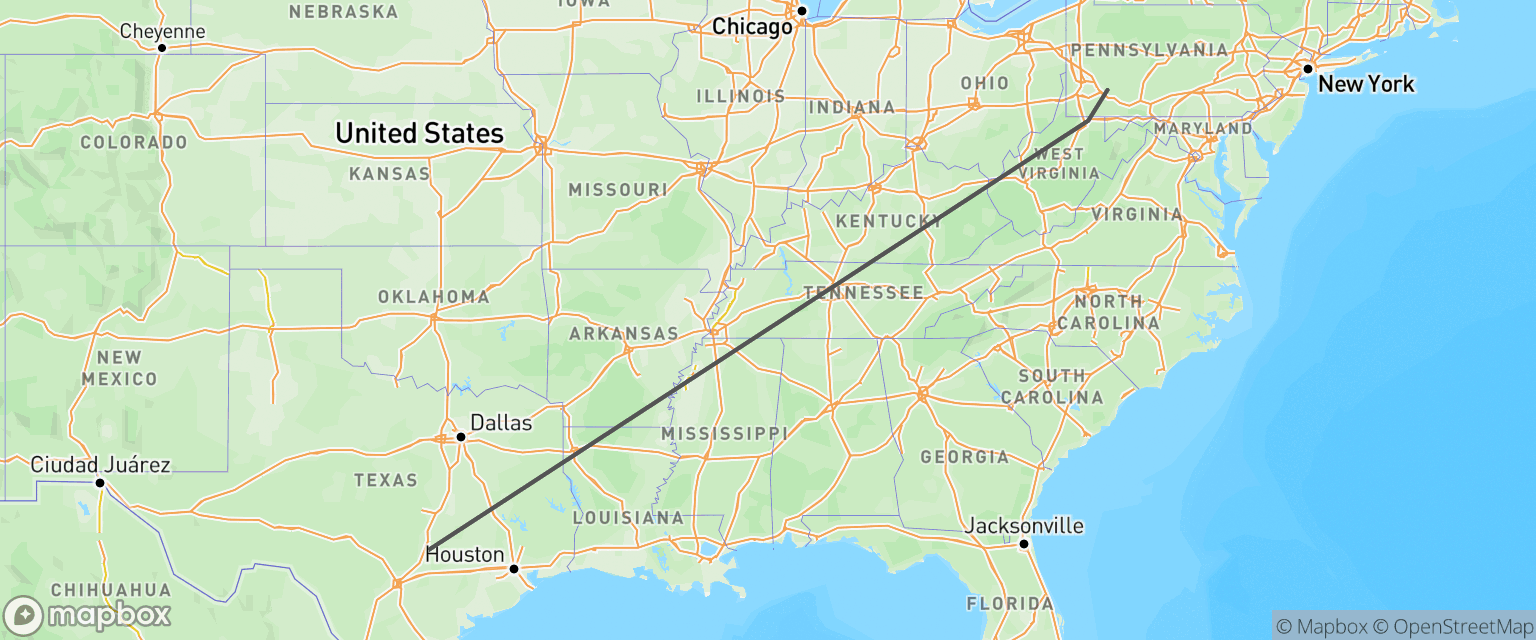 NEBRASKA
IOWA
Chicago
Cheyenne
PENNSYLVANIA
New York
OHIO
ILLINOIS
INDIANA
United States
COLORADO
MARYLAND
WEST
VIRGINIA
KANSAS
MISSOURI
KENTUCKY
VIRGINIA
OKLAHOMA
TENNESSEE
NORTH
CAROLINA
ARKANSAS
NEW
MEXICO
SOUTH
CAROLINA
Dallas
MISSISSIPPI
GEORGIA
Ciudad Juárez
TEXAS
LOUISIANA
Jacksonville
Houston
CHIHUAHUA
FLORIDA
mapbox
© Mapbox © OpenStreetMap